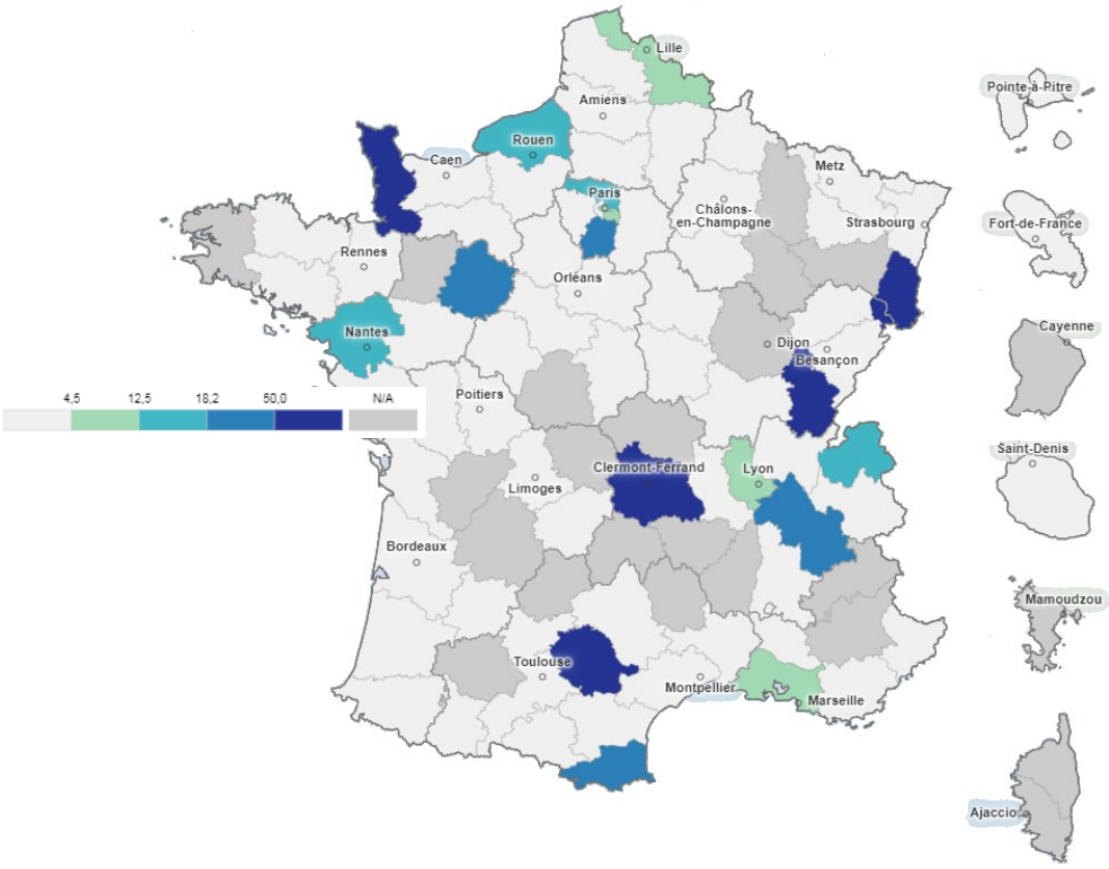 Lille
Pointe-à-Pitre
Amiens
Rouen
Caen
Metz
Paris
Châlons-
en-Champagne
Strasbourg
Fort-de-France
Rennes
Orléans
Cayenne
Nantes
Dijon
Besançon
4,5 12,5 18,2 50,0 N/A
Poitiers
Saint-Denis
Clermont-Ferrand
Lyon
Limoges
Bordeaux
Mamoudzou
Toulouse
Montpellier
Marseille
Ajaccio